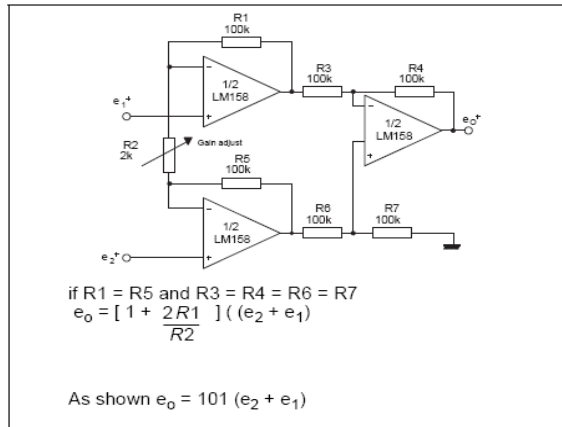 R1
100k
R3
100k
R4
100k
1/2
LM158
e1+
1/2
LM158
eo+
R2
2k
Gain adjust
R5
100k
R6
100k
R7
100k
1/2
LM158
e2+
if R1 = R5 and R3 = R4 = R6 = R7
eo = [ 1 + 2R1/R2 ] ( (e2 + e1)
As shown eo = 101 (e2 + e1)